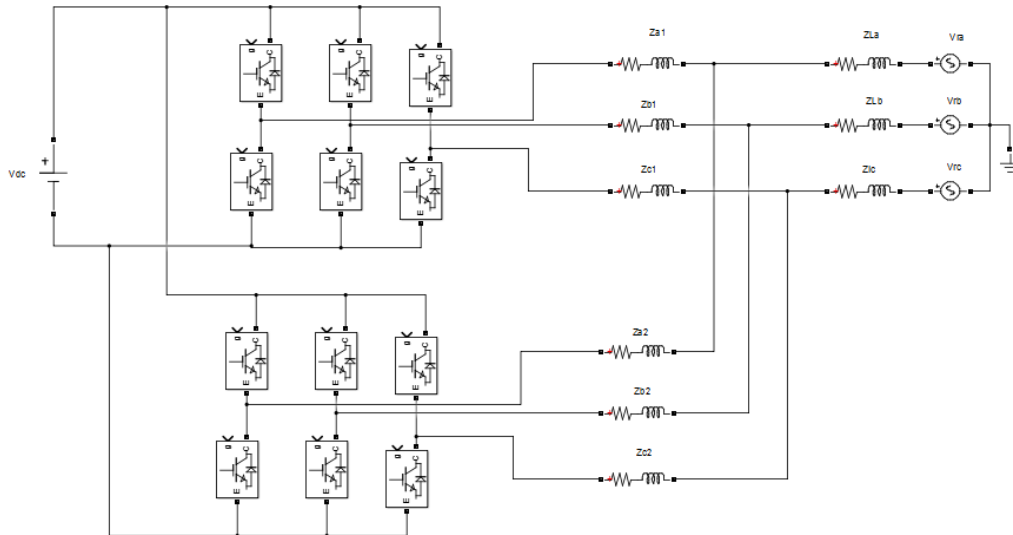 Za1
ZLa
Vra
Zb1
ZLb
Vrb
Zc1
Zlc
Vrc
Vdc
+
Za2
Zb2
Zc2
g C
E
g C
E
g C
E
g C
E
g C
E
g C
E
g C
E
g C
E
g C
E
g C
E
g C
E
g C
E